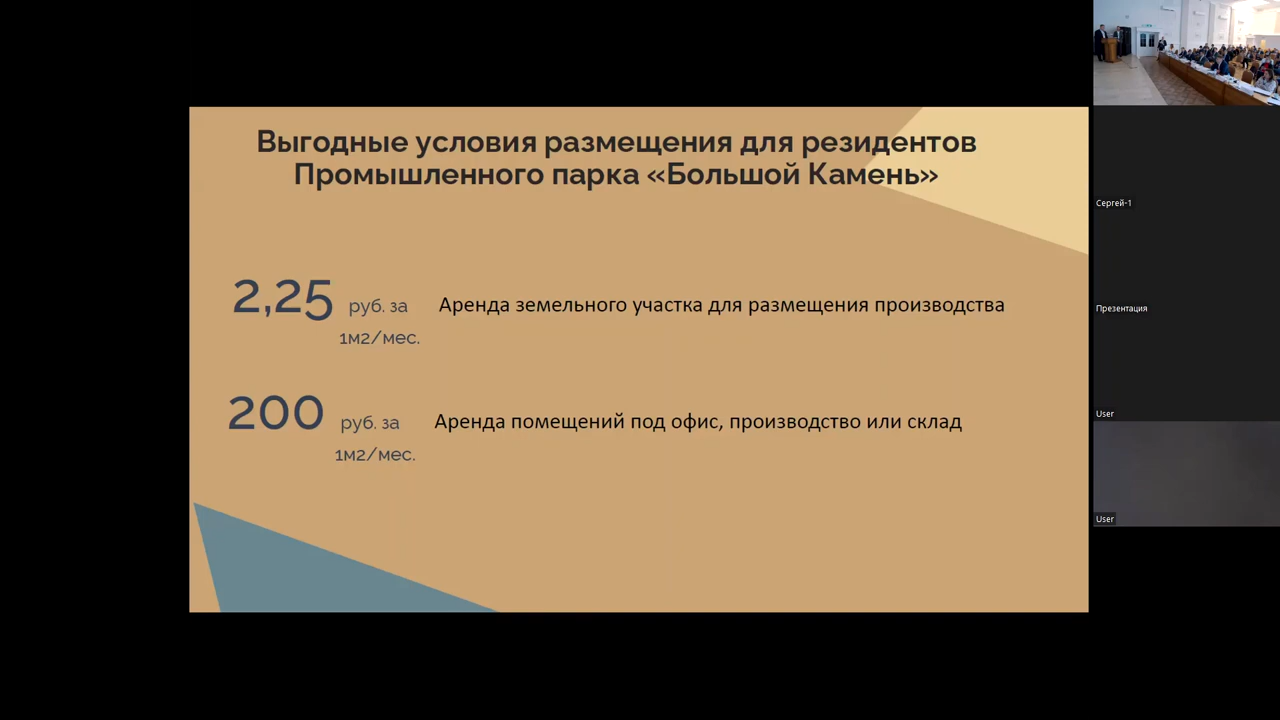 Выгодные условия размещения для резидентов
Промышленного парка «Большой Камень»
2,25 руб. за
1м2/мес.
Аренда земельного участка для размещения производства
200 руб. за
1м2/мес.
Аренда помещений под офис, производство или склад
Сергей-1
Презентация
User
User